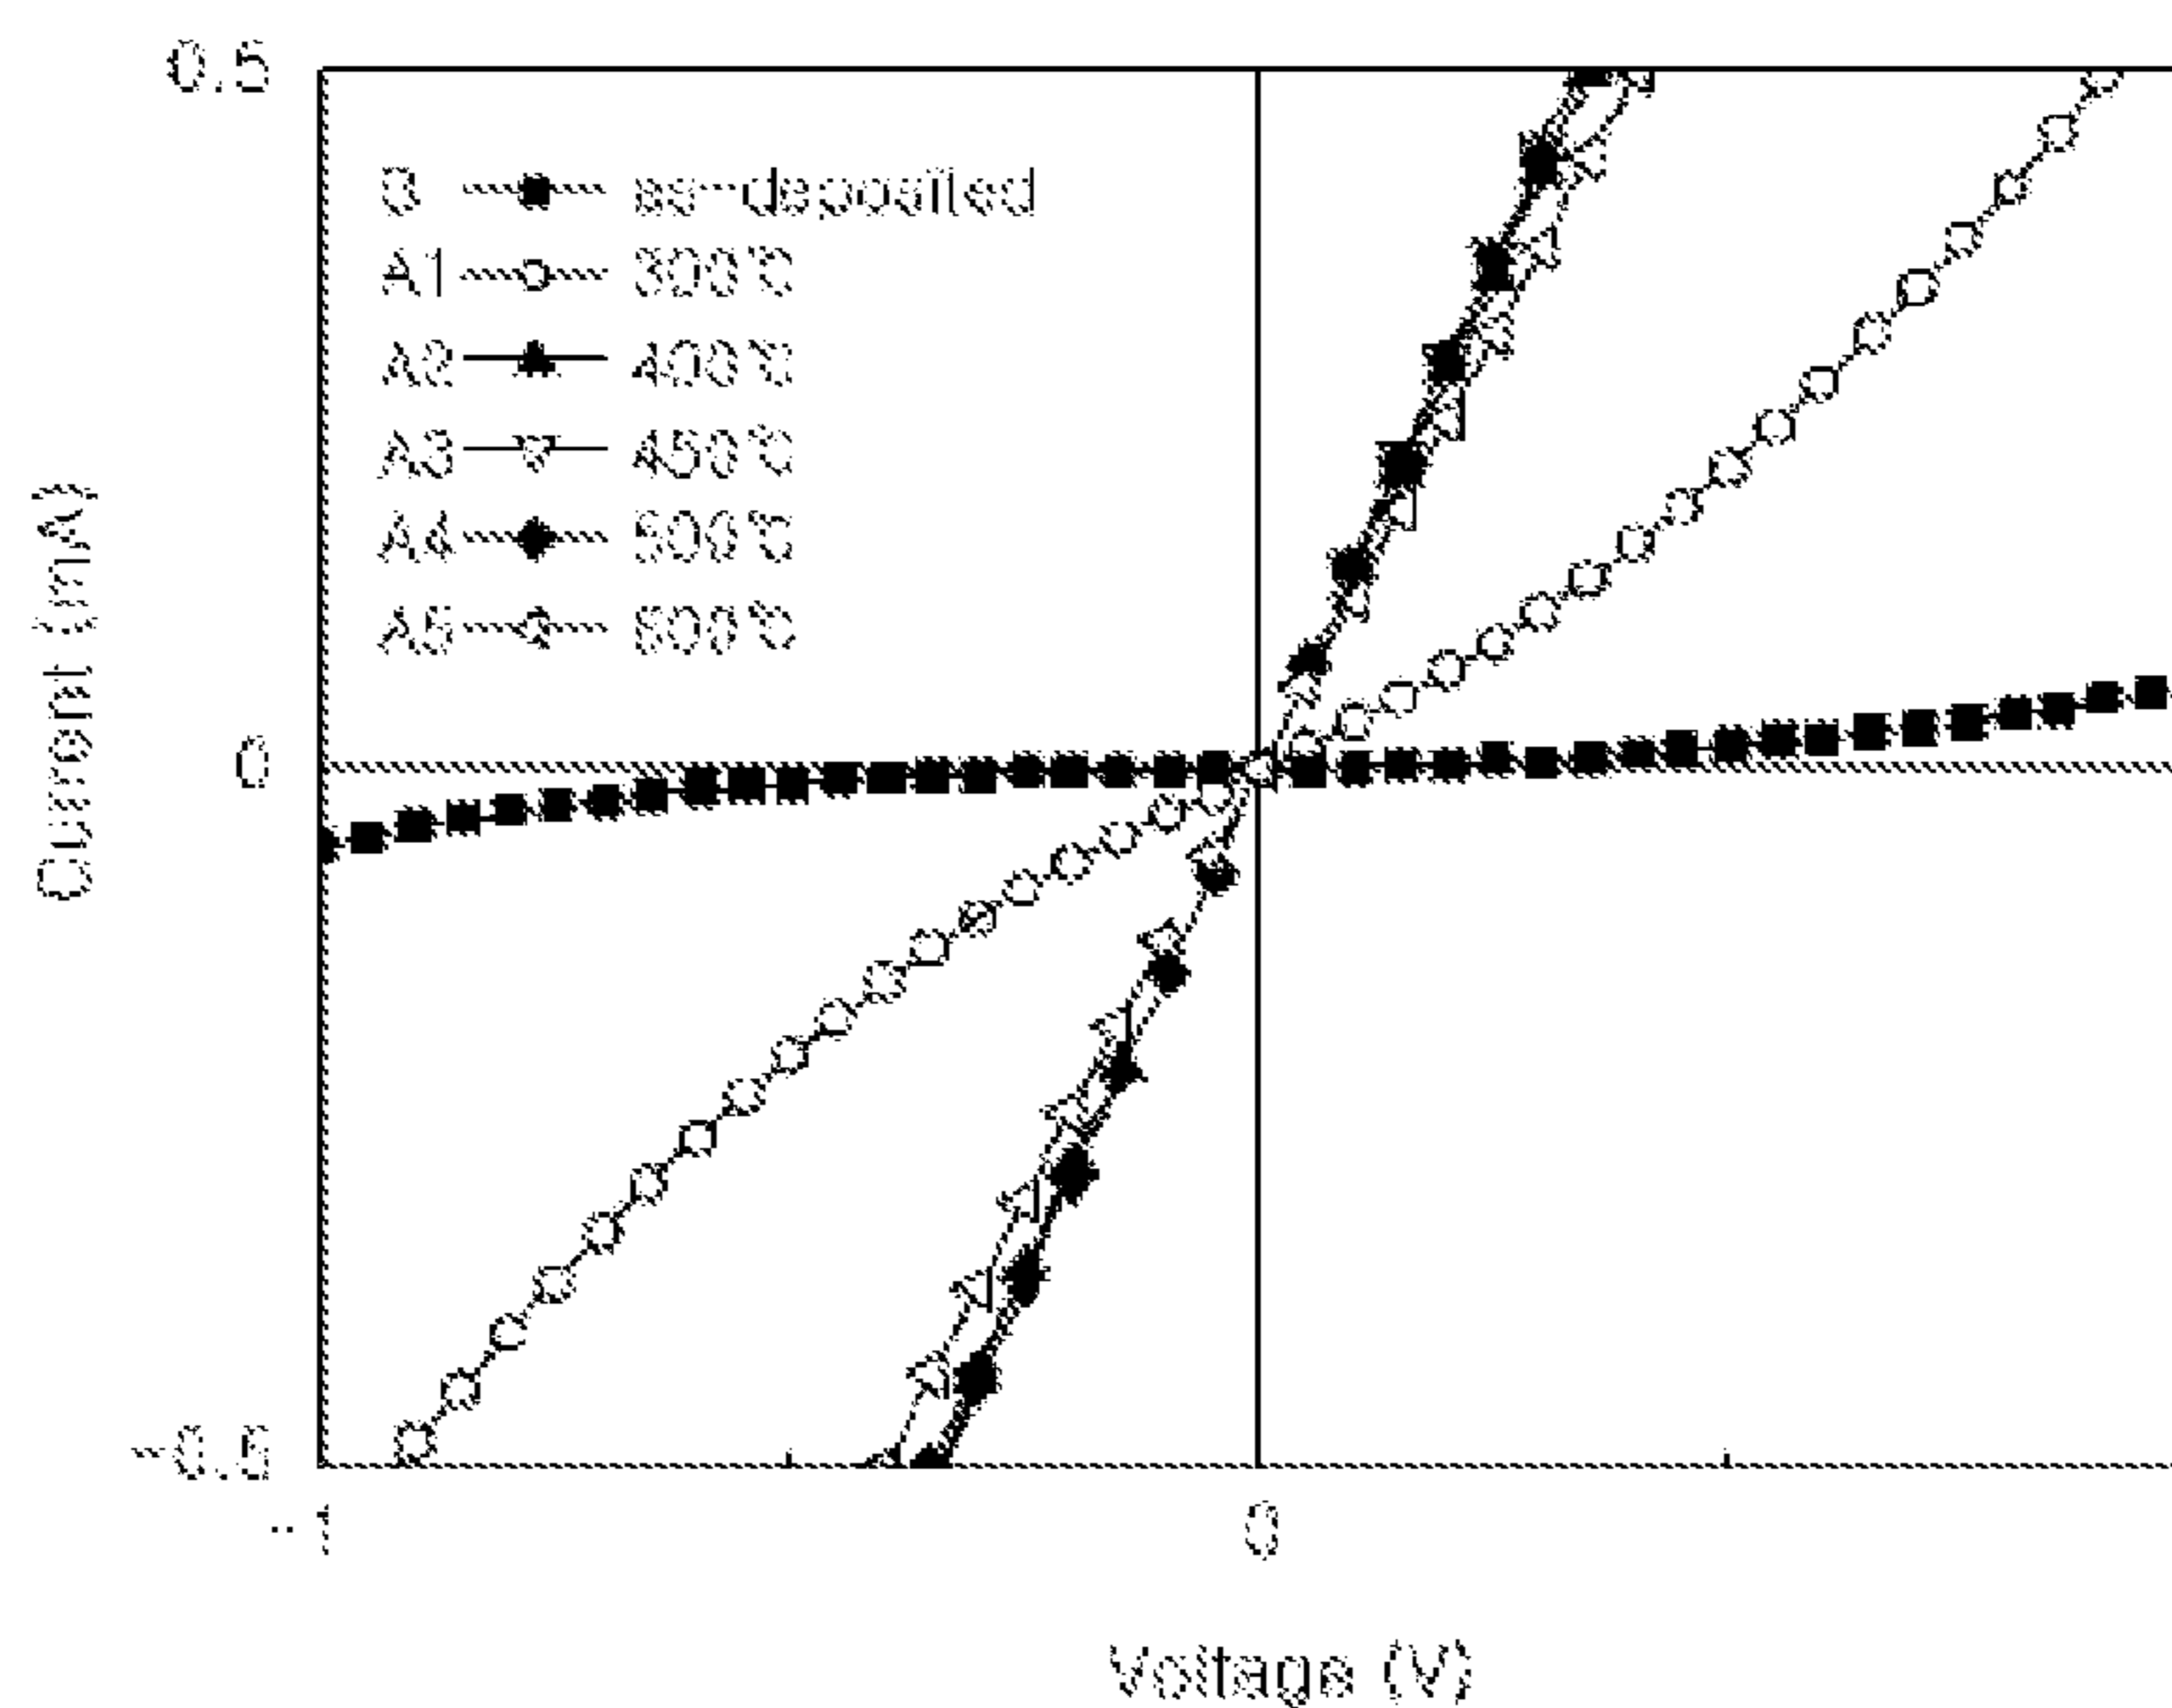 0.5
B as-deposited
A1 300℃
A2 400℃
A3 450℃
A4 500℃
A5 600℃
Current (mA)
0
-0.5
-1 0
Voltage (V)